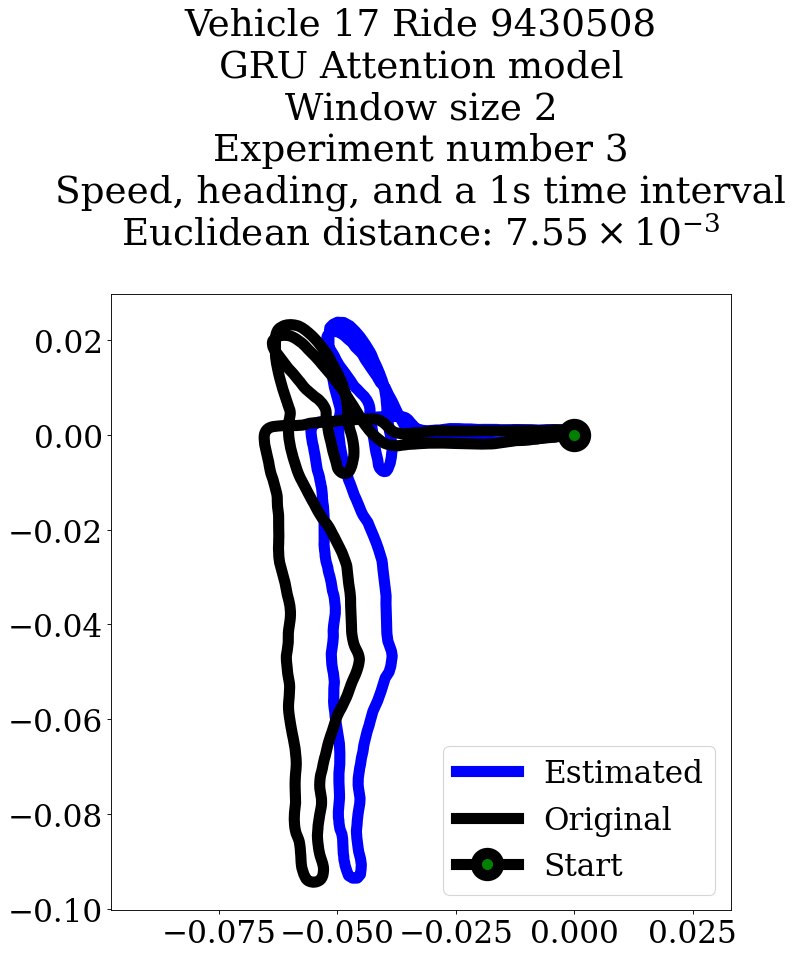 Vehicle 17 Ride 9430508
GRU Attention model
Window size 2
Experiment number 3
Speed, heading, and a 1s time interval
Euclidean distance: 7.55 × 10⁻³
0.02
0.00
−0.02
−0.04
−0.06
−0.08
−0.10
Estimated
Original
Start
−0.075 −0.050 −0.025 0.000 0.025